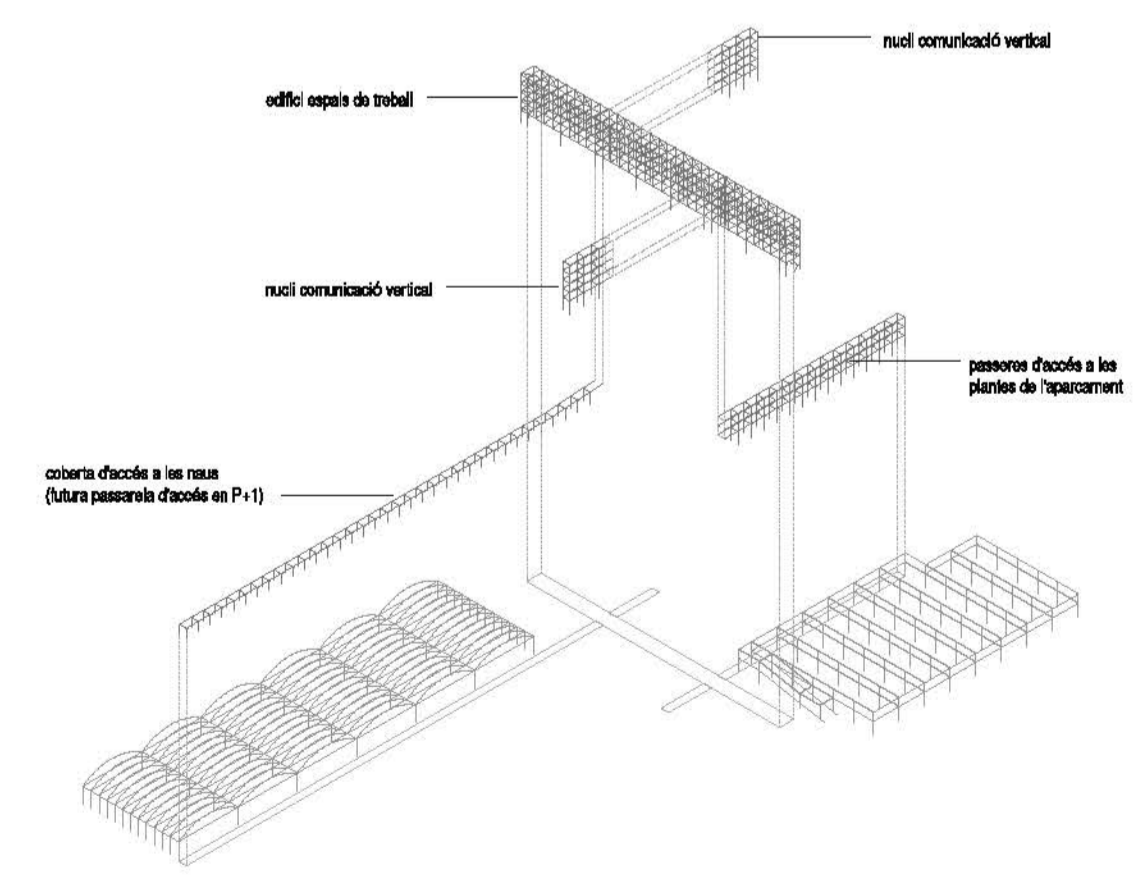 nucli comunicació vertical
edifici espais de treball
nucli comunicació vertical
passeres d'accés a les
plantes de l'aparcament
coberta d'accés a les naus
(futura passarela d'accés en P+1)